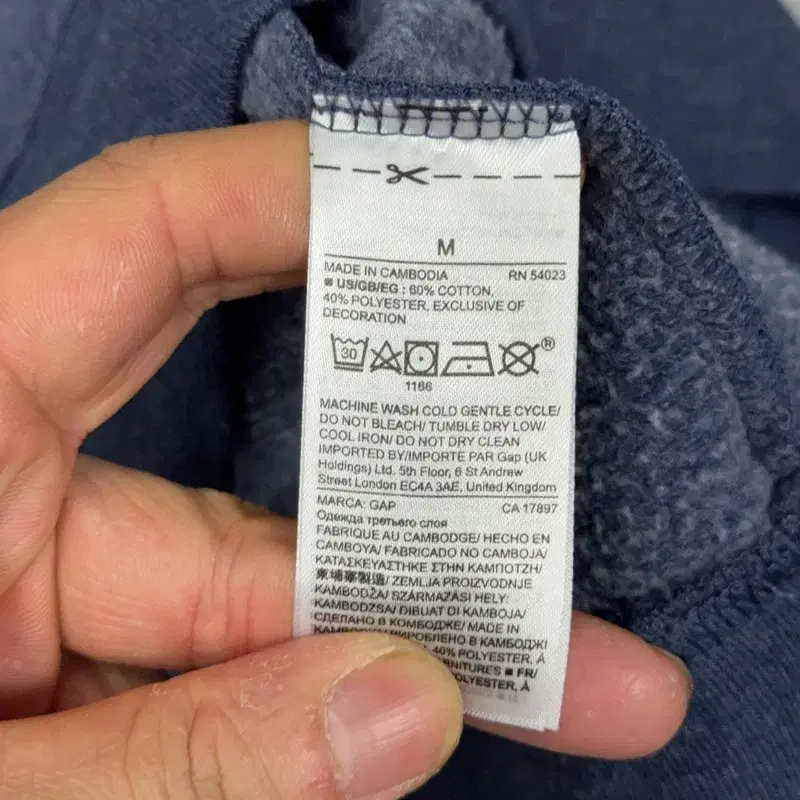 M
MADE IN CAMBODIA RN 54023
■ US/GB/EG : 60% COTTON,
40% POLYESTER, EXCLUSIVE OF
DECORATION
30 ®
1166
MACHINE WASH COLD GENTLE CYCLE/
DO NOT BLEACH/ TUMBLE DRY LOW/
COOL IRON/ DO NOT DRY CLEAN
IMPORTED BY/IMPORTE PAR Gap (UK
Holdings) Ltd. 5th Floor, 6 St Andrew
Street London EC4A 3AE, United Kingdom
MARCA: GAP CA 17897
Одежда третьего слоя
FABRIQUE AU CAMBODGE/ HECHO EN
CAMBOYA/ FABRICADO NO CAMBOJA/
ΚΑΤΑΣΚΕΥΑΣΤΗΚΕ ΣΤΗΝ ΚΑΜΠΟΤΖΗ/
柬埔寨製造/ ZEMLJA PROIZVODNJE
KAMBODŽA/ SZÁRMAZÁSI HELY:
KAMBODZSA/ DIBUAT DI KAMBOJA/
СДЕЛАНО В КОМБОДЖЕ/ MADE IN
ВИРОБЛЕНО В КАМБОДЖІ
40% POLYESTER, À
■ FR/
POLYESTER, À